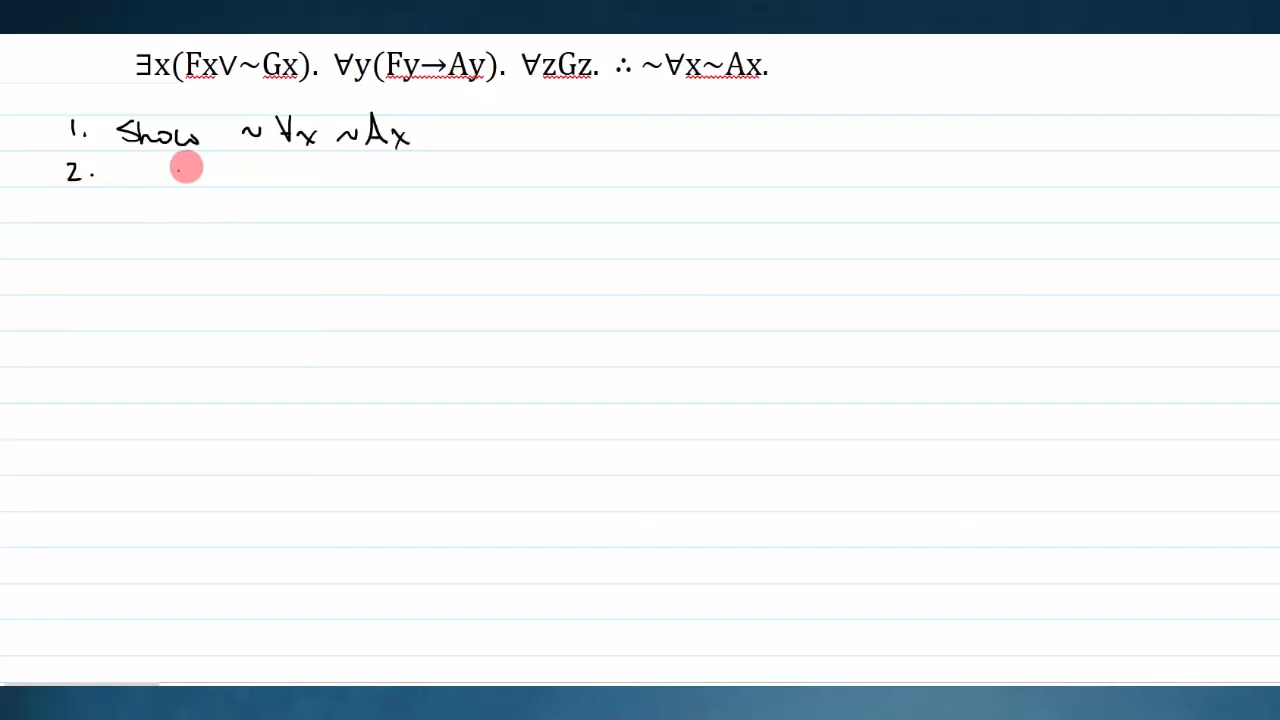 ∃x(Fx∨~Gx). ∀y(Fy→Ay). ∀zGz. ∴ ~∀x~Ax.
1. Show ~∀x ~Ax
2.